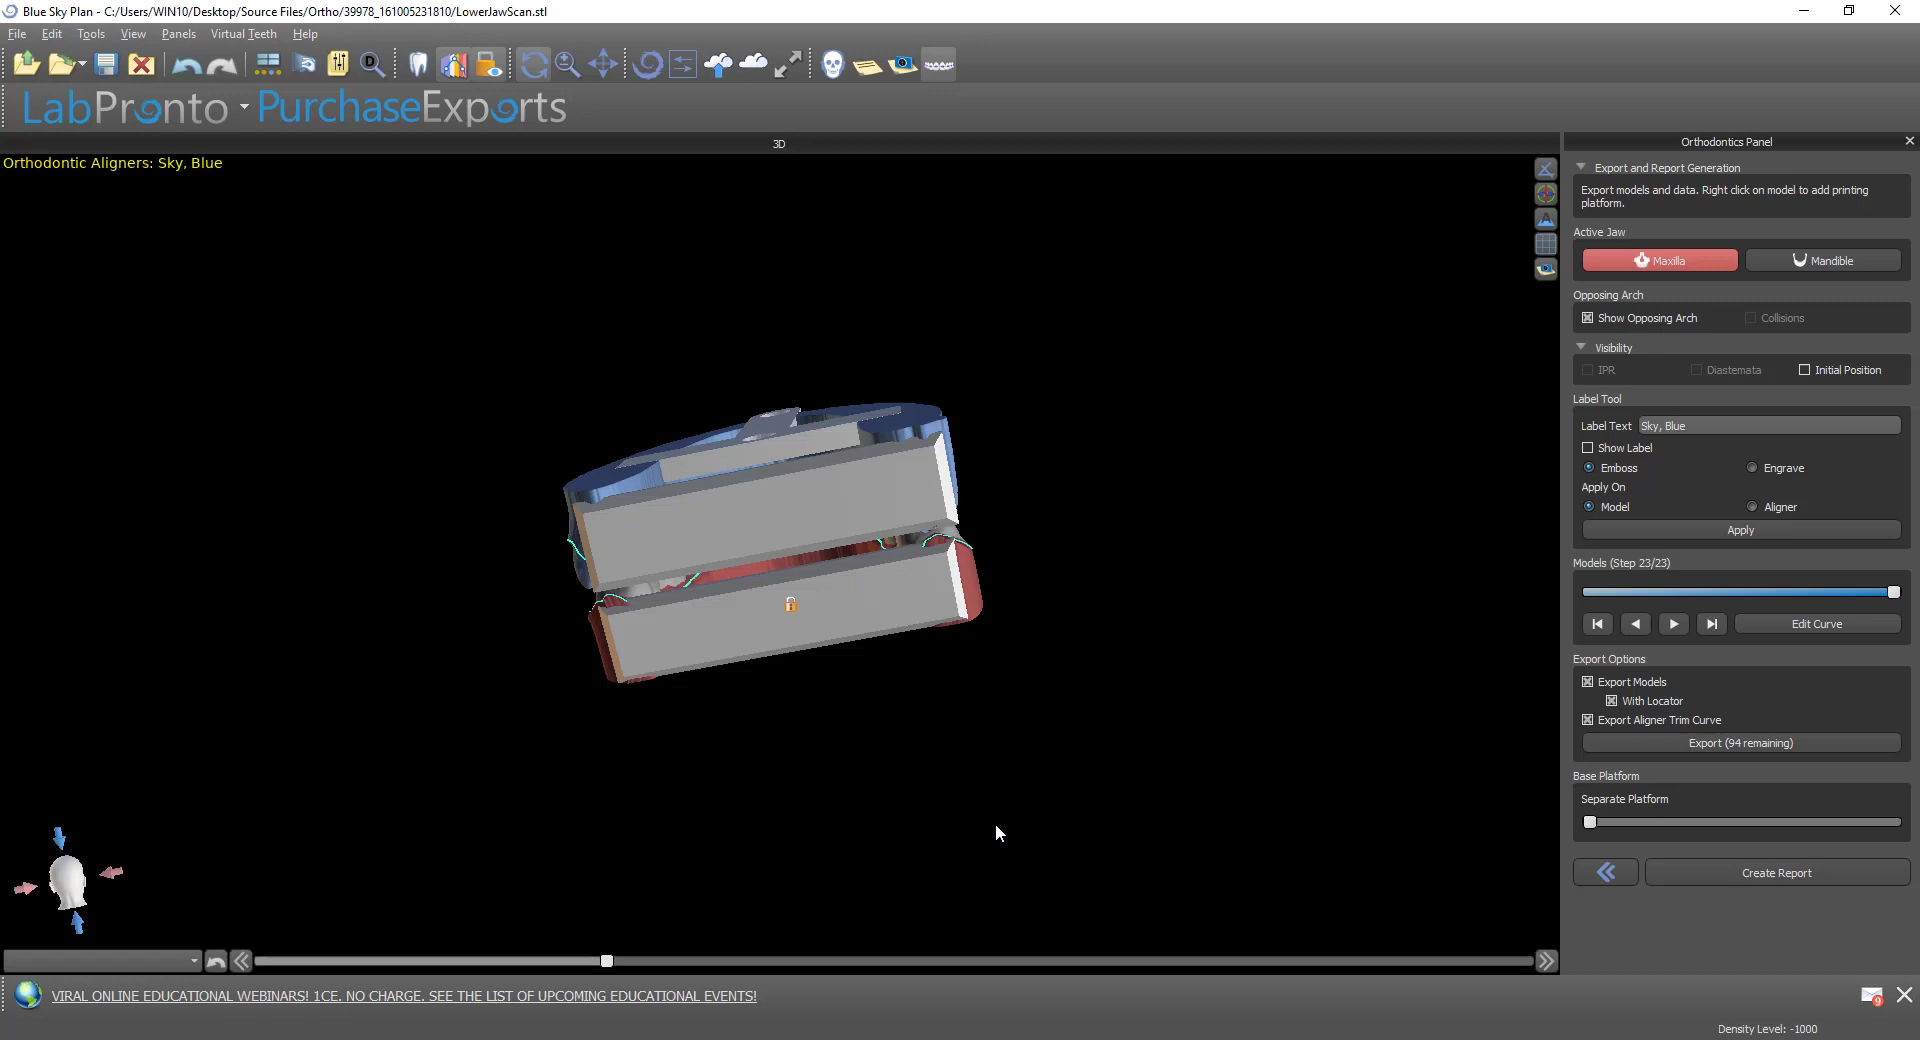 Blue Sky Plan - C:/Users/WIN10/Desktop/Source Files/Ortho/39978_161005231810/LowerJawScan.stl
File Edit Tools View Panels Virtual Teeth Help
D
LabPronto PurchaseExports
3D
Orthodontic Aligners: Sky, Blue
Orthodontics Panel
Export and Report Generation
Export models and data. Right click on model to add printing
platform.
Active Jaw
Maxilla Mandible
Opposing Arch
Show Opposing Arch Collisions
Visibility
IPR Diastemata Initial Position
Label Tool
Label Text Sky, Blue
Show Label
Emboss Engrave
Apply On
Model Aligner
Apply
Models (Step 23/23)
Edit Curve
Export Options
Export Models
With Locator
Export Aligner Trim Curve
Export (94 remaining)
Base Platform
Separate Platform
Create Report
VIRAL ONLINE EDUCATIONAL WEBINARS! 1CE. NO CHARGE. SEE THE LIST OF UPCOMING EDUCATIONAL EVENTS!
9
Density Level: -1000